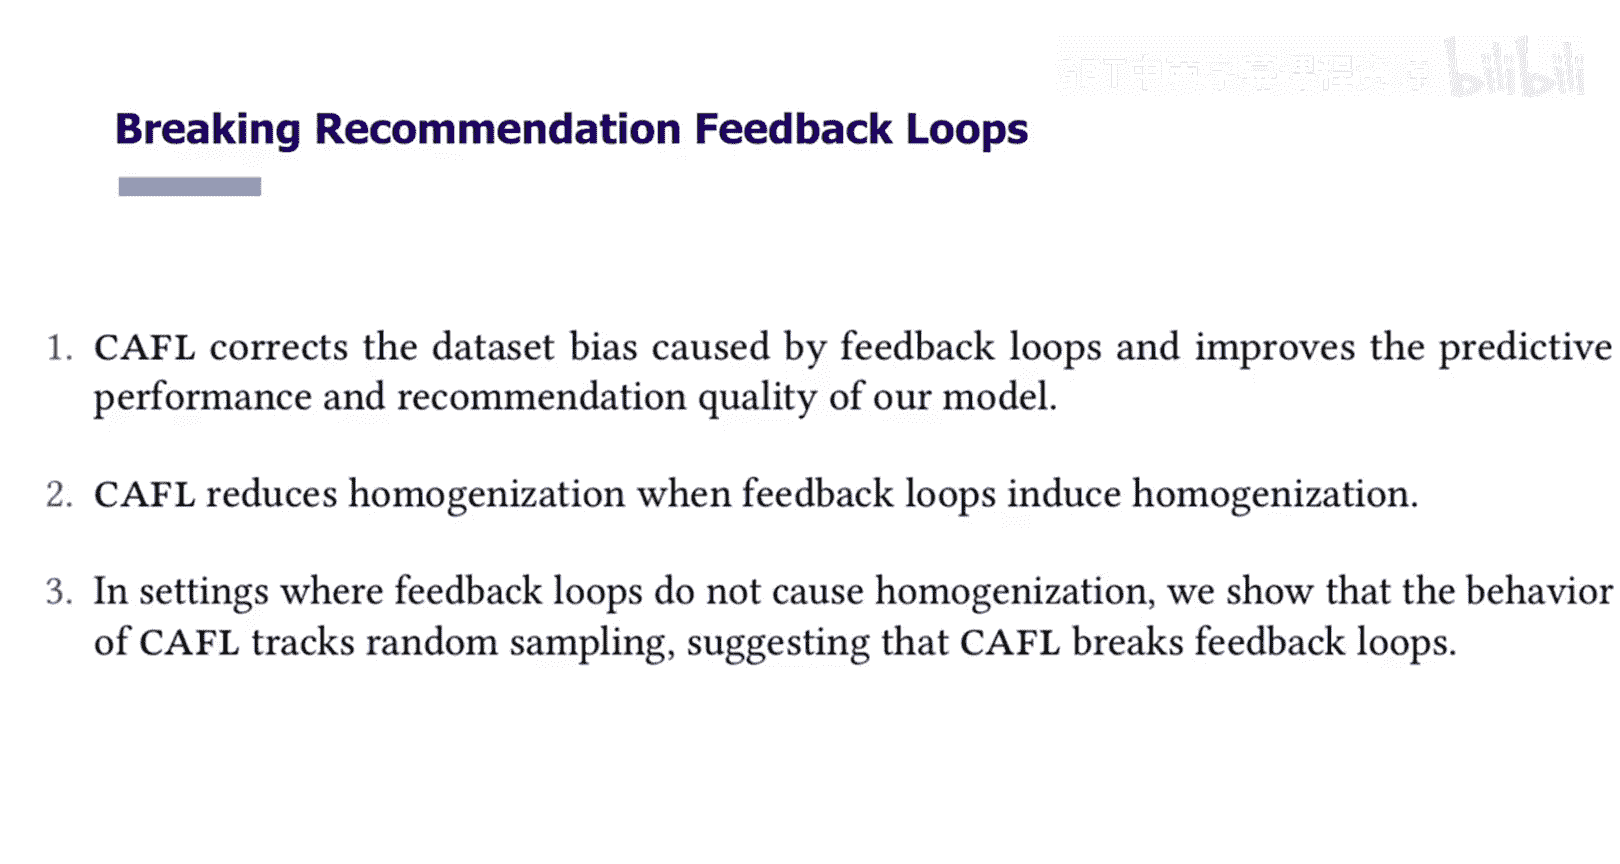 bilibili
Breaking Recommendation Feedback Loops
1. CAFL corrects the dataset bias caused by feedback loops and improves the predictive
performance and recommendation quality of our model.
2. CAFL reduces homogenization when feedback loops induce homogenization.
3. In settings where feedback loops do not cause homogenization, we show that the behavior
of CAFL tracks random sampling, suggesting that CAFL breaks feedback loops.